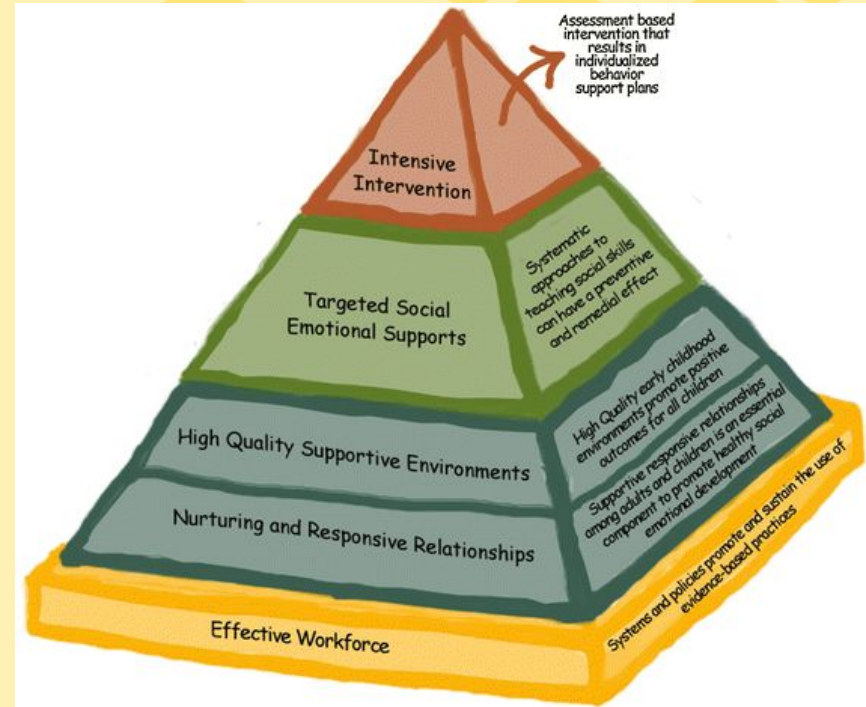 Assessment based
intervention that
results in
individualized
behavior
support plans
Intensive
Intervention
Systematic
approaches to
teaching social skills
can have a preventive
and remedial effect
Targeted Social
Emotional Supports
High Quality early childhood
environments promote positive
outcomes for all children
High Quality Supportive Environments
Supportive responsive relationships
among adults and children is an essential
component to promote healthy social
emotional development
Nurturing and Responsive Relationships
Systems and policies promote and sustain the use of
evidence-based practices
Effective Workforce